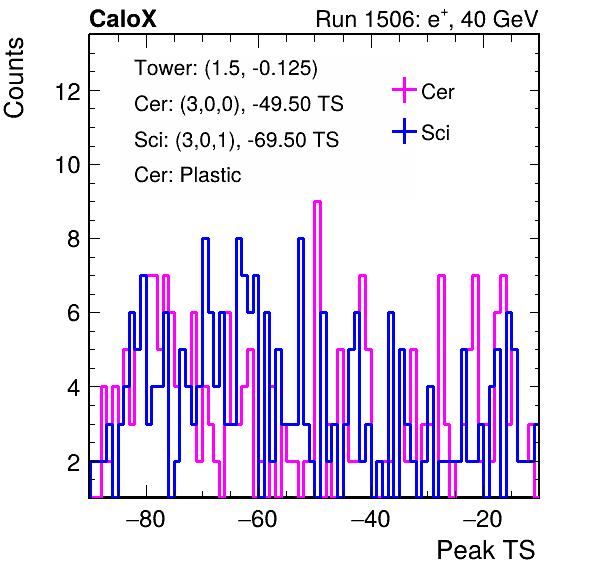 CaloX Run 1506: e⁺, 40 GeV
Tower: (1.5, -0.125)
Cer: (3,0,0), -49.50 TS
Sci: (3,0,1), -69.50 TS
Cer: Plastic
Cer
Sci
Counts
12
10
8
6
4
2
−80 −60 −40 −20
Peak TS